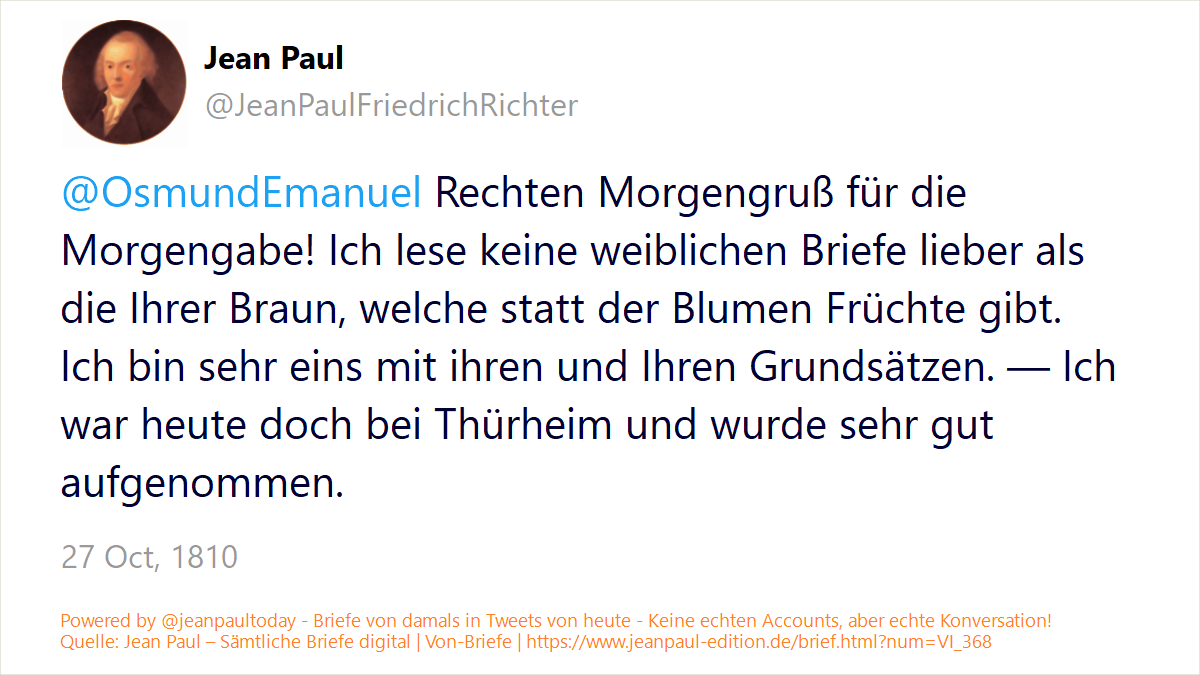 Jean Paul
@JeanPaulFriedrichRichter
@OsmundEmanuel Rechten Morgengruß für die
Morgengabe! Ich lese keine weiblichen Briefe lieber als
die Ihrer Braun, welche statt der Blumen Früchte gibt.
Ich bin sehr eins mit ihren und Ihren Grundsätzen. — Ich
war heute doch bei Thürheim und wurde sehr gut
aufgenommen.
27 Oct, 1810
Powered by @jeanpaultoday - Briefe von damals in Tweets von heute - Keine echten Accounts, aber echte Konversation!
Quelle: Jean Paul – Sämtliche Briefe digital | Von-Briefe | https://www.jeanpaul-edition.de/brief.html?num=VI_368